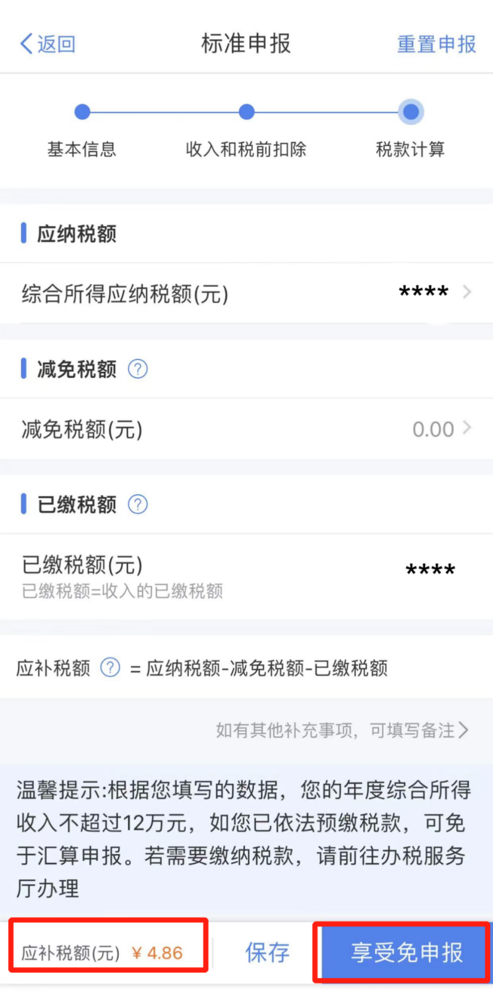 返回 标准申报 重置申报
基本信息 收入和税前扣除 税款计算
应纳税额
综合所得应纳税额(元) ****
减免税额 ?
减免税额(元) 0.00
已缴税额 ?
已缴税额(元) ****
已缴税额=收入的已缴税额
应补税额 ? = 应纳税额-减免税额-已缴税额
如有其他补充事项，可填写备注
温馨提示:根据您填写的数据，您的年度综合所得
收入不超过12万元，如您已依法预缴税款，可免
于汇算申报。若需要缴纳税款，请前往办税服务
厅办理
应补税额(元) ¥ 4.86 保存 享受免申报